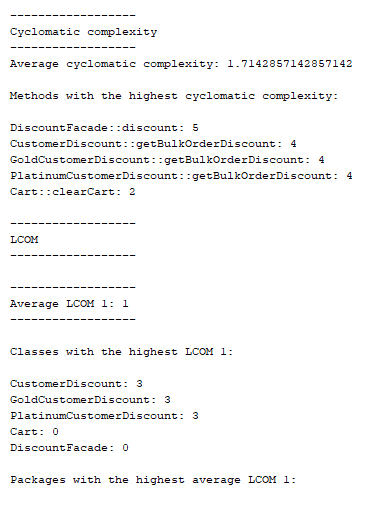 ------------------
Cyclomatic complexity
------------------
Average cyclomatic complexity: 1.7142857142857142
Methods with the highest cyclomatic complexity:
DiscountFacade::discount: 5
CustomerDiscount::getBulkOrderDiscount: 4
GoldCustomerDiscount::getBulkOrderDiscount: 4
PlatinumCustomerDiscount::getBulkOrderDiscount: 4
Cart::clearCart: 2
------------------
LCOM
------------------
------------------
Average LCOM 1: 1
------------------
Classes with the highest LCOM 1:
CustomerDiscount: 3
GoldCustomerDiscount: 3
PlatinumCustomerDiscount: 3
Cart: 0
DiscountFacade: 0
Packages with the highest average LCOM 1: